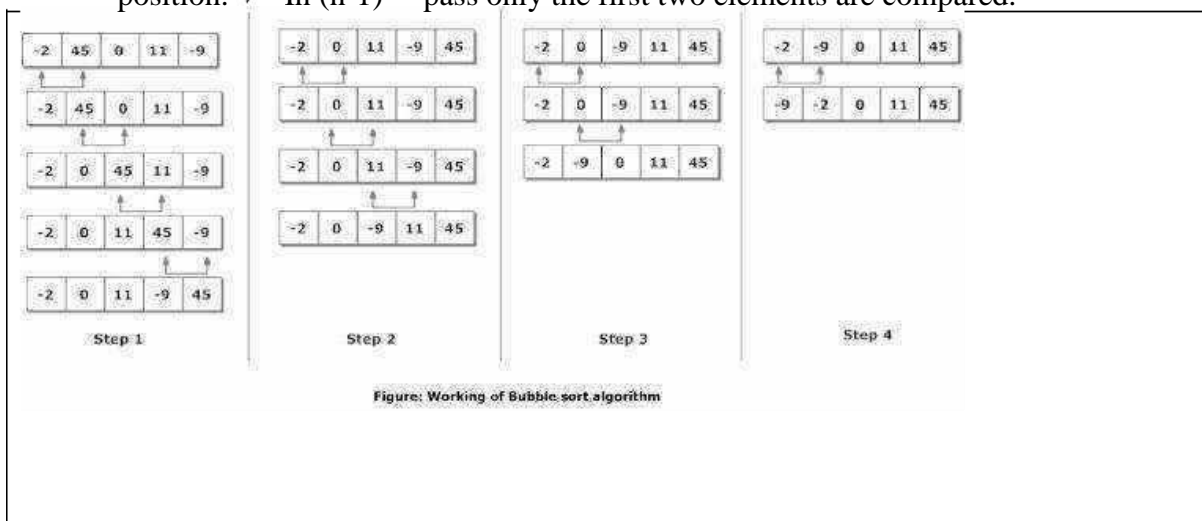 position. In (n-1) pass only the first two elements are compared.
-2 45 0 11 -9
-2 45 0 11 -9
-2 0 45 11 -9
-2 0 11 45 -9
-2 0 11 -9 45
Step 1
-2 0 11 -9 45
-2 0 11 -9 45
-2 0 11 -9 45
-2 0 -9 11 45
Step 2
-2 0 -9 11 45
-2 0 -9 11 45
-2 -9 0 11 45
Step 3
-2 -9 0 11 45
-9 -2 0 11 45
Step 4
Figure: Working of Bubble sort algorithm